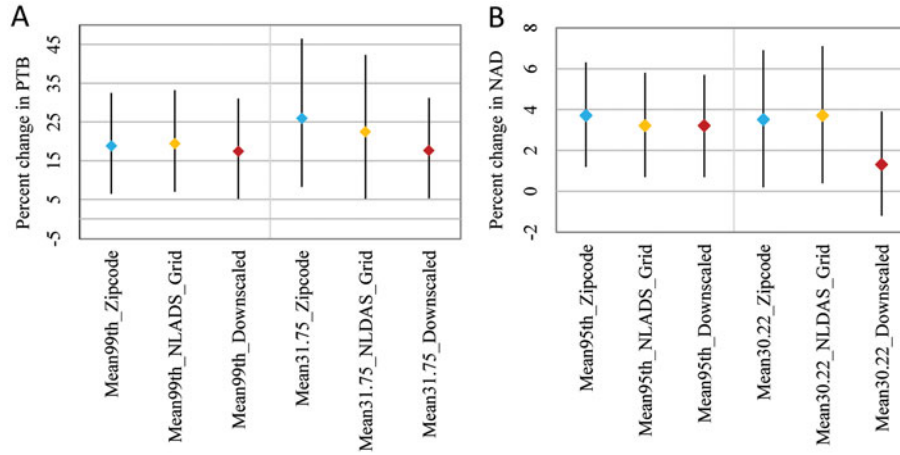 A
Percent change in PTB
45
35
25
15
5
-5
Mean99th_Zipcode
Mean99th_NLADS_Grid
Mean99th_Downscaled
Mean31.75_Zipcode
Mean31.75_NLDAS_Grid
Mean31.75_Downscaled
B
Percent change in NAD
8
6
4
2
0
-2
Mean95th_Zipcode
Mean95th_NLADS_Grid
Mean95th_Downscaled
Mean30.22_Zipcode
Mean30.22_NLDAS_Grid
Mean30.22_Downscaled